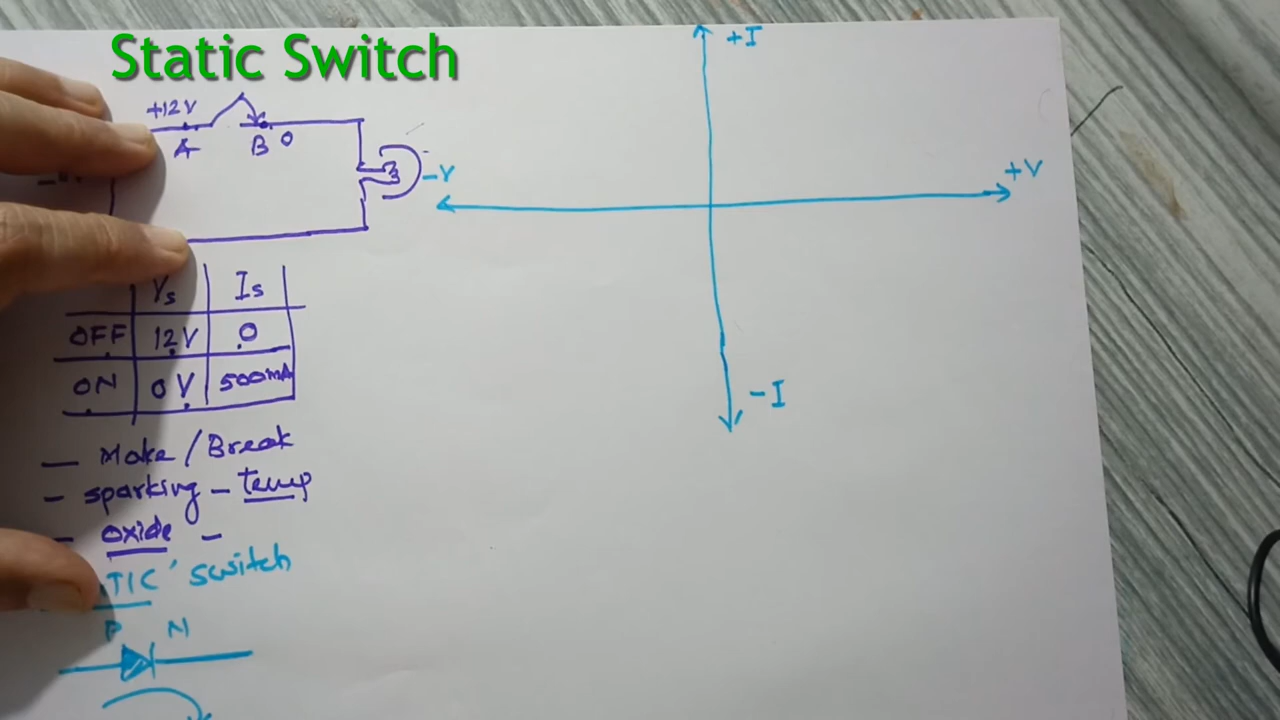 Static Switch
+I
+12V
A B 0
-V +V
Vs Is
OFF 12V 0
ON 0V 500mA
-I
— Make/Break
- sparking - temp
- oxide -
TIC' switch
P N